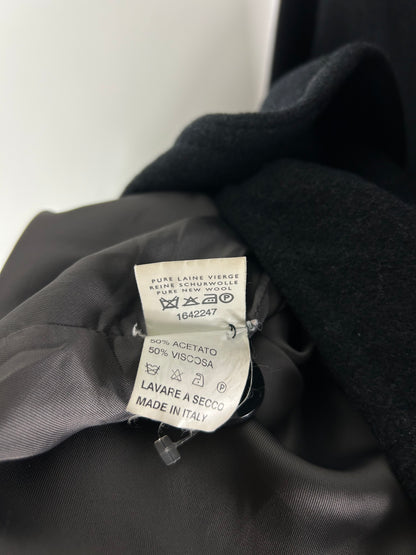 PURE LAINE VIERGE
REINE SCHURWOLLE
PURE NEW WOOL
P
1642247
50% ACETATO
50% VISCOSA
P
LAVARE A SECCO
MADE IN ITALY